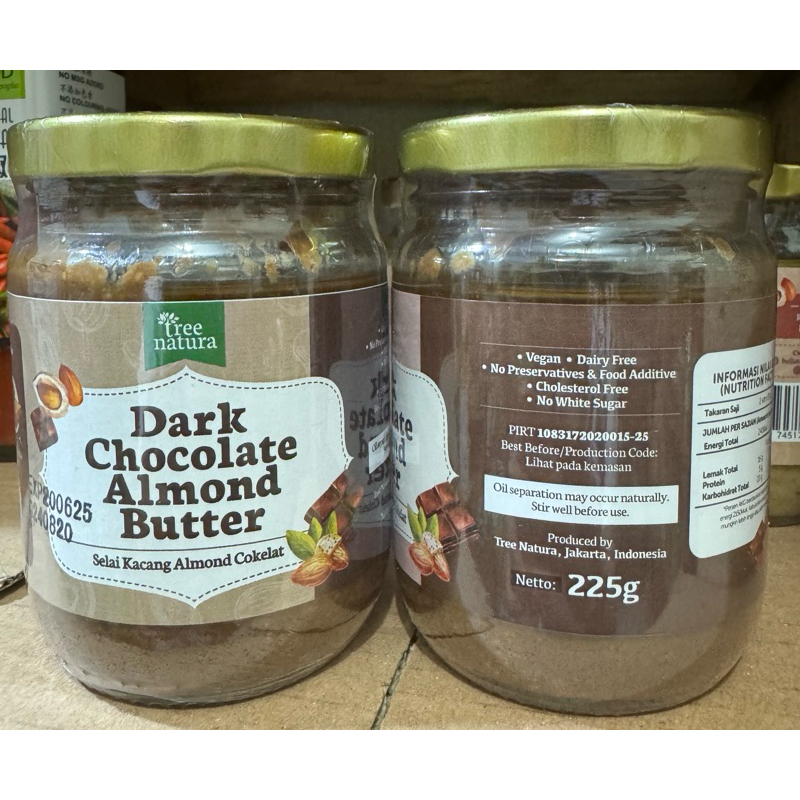 NO MSG ADDED
NO COLOURING
tree
natura
Dark
Chocolate
Almond
Butter
Selai Kacang Almond Cokelat
EXP200625
240820
• Vegan • Dairy Free
• No Preservatives & Food Additive
• Cholesterol Free
• No White Sugar
PIRT 1083172020015-25
Best Before/Production Code:
Lihat pada kemasan
Oil separation may occur naturally.
Stir well before use.
Produced by
Tree Natura, Jakarta, Indonesia
Netto: 225g
INFORMASI NILAI
(NUTRITION FA
Takaran Saji
JUMLAH PER SAJIAN
Energi Total
Lemak Total
Protein
Karbohidrat Total